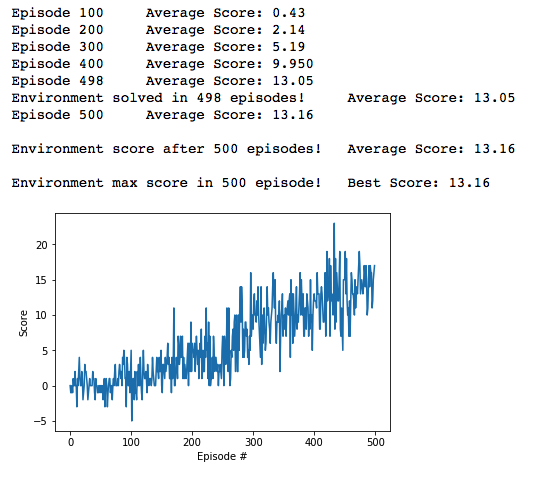 Episode 100     Average Score: 0.43
Episode 200     Average Score: 2.14
Episode 300     Average Score: 5.19
Episode 400     Average Score: 9.950
Episode 498     Average Score: 13.05
Environment solved in 498 episodes!     Average Score: 13.05
Episode 500     Average Score: 13.16
Environment score after 500 episodes!   Average Score: 13.16
Environment max score in 500 episode!   Best Score: 13.16
20
15
10
5
0
−5
Score
0 100 200 300 400 500
Episode #